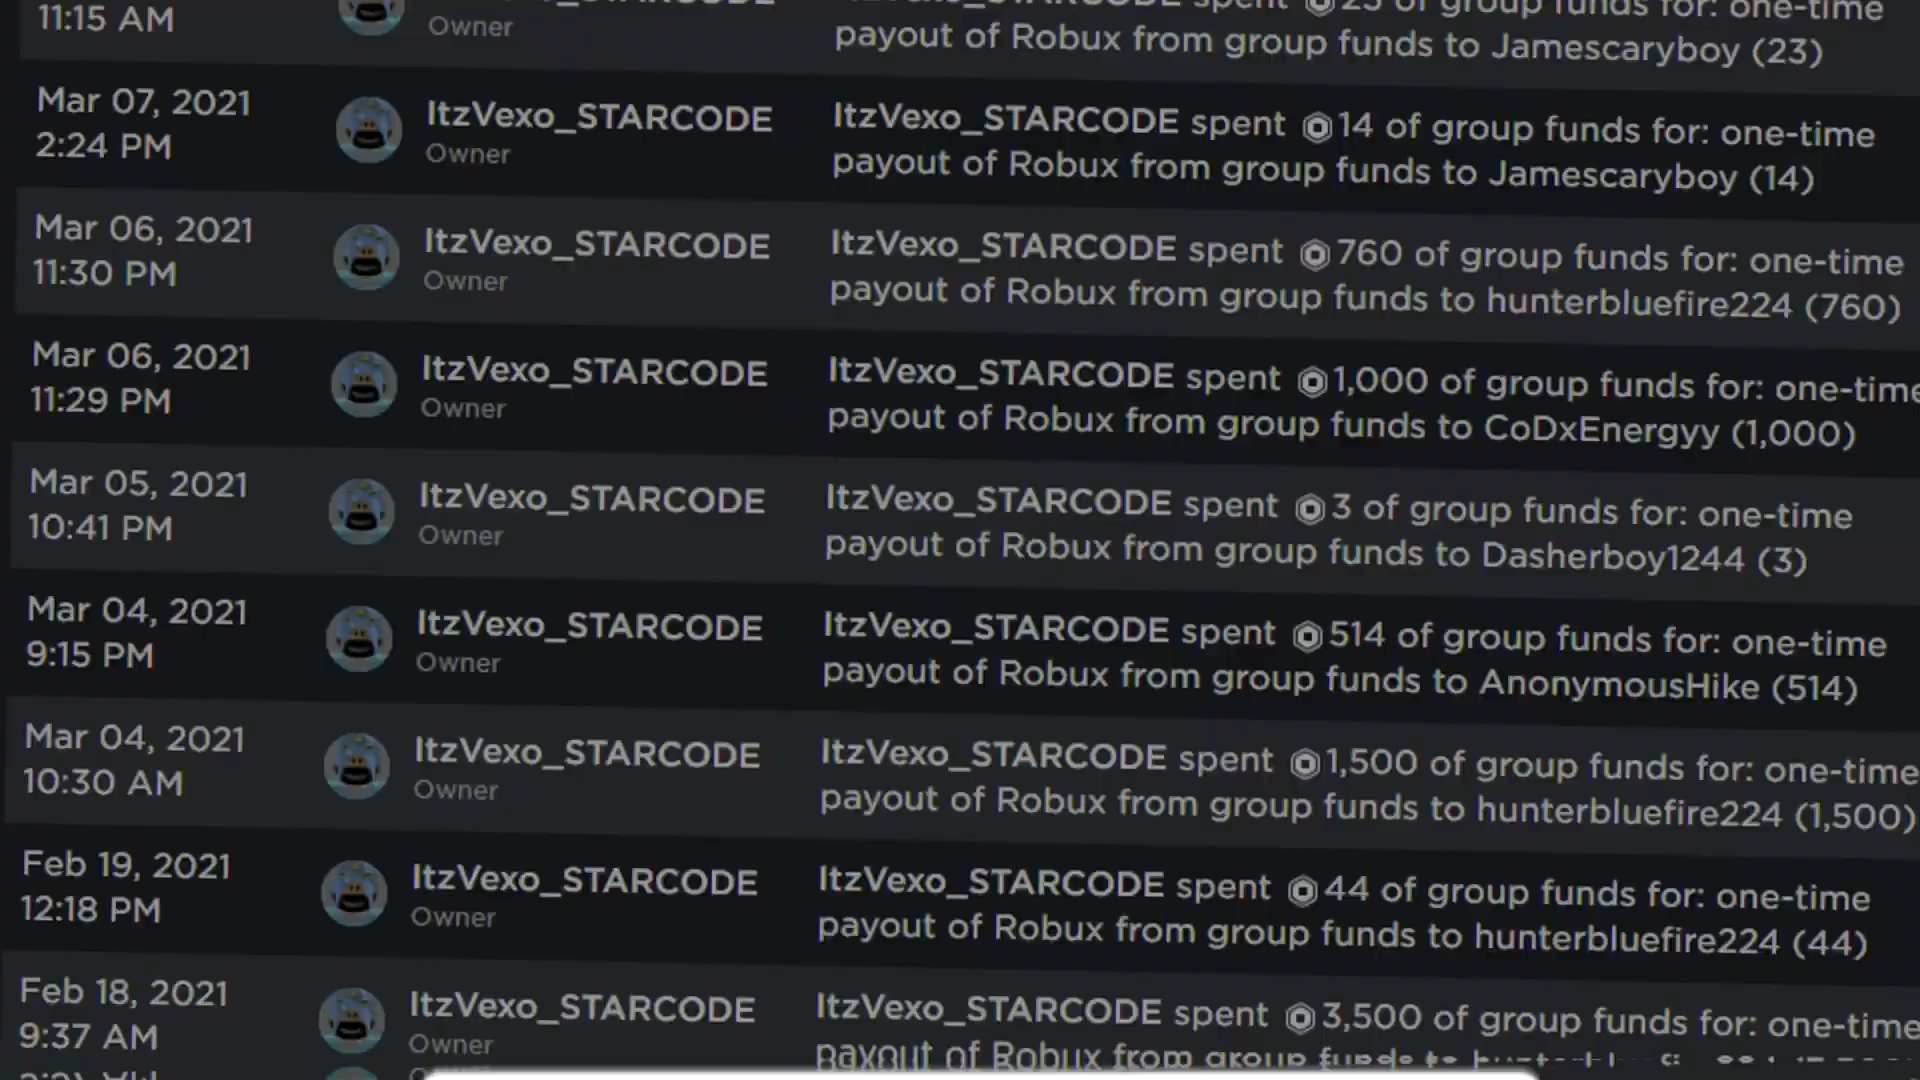 11:15 AM
Owner
payout of Robux from group funds to Jamescaryboy (23)
Mar 07, 2021
2:24 PM
ItzVexo_STARCODE
Owner
ItzVexo_STARCODE spent 14 of group funds for: one-time
payout of Robux from group funds to Jamescaryboy (14)
Mar 06, 2021
11:30 PM
ItzVexo_STARCODE
Owner
ItzVexo_STARCODE spent 760 of group funds for: one-time
payout of Robux from group funds to hunterbluefire224 (760)
Mar 06, 2021
11:29 PM
ItzVexo_STARCODE
Owner
ItzVexo_STARCODE spent 1,000 of group funds for: one-time
payout of Robux from group funds to CoDxEnergyy (1,000)
Mar 05, 2021
10:41 PM
ItzVexo_STARCODE
Owner
ItzVexo_STARCODE spent 3 of group funds for: one-time
payout of Robux from group funds to Dasherboy1244 (3)
Mar 04, 2021
9:15 PM
ItzVexo_STARCODE
Owner
ItzVexo_STARCODE spent 514 of group funds for: one-time
payout of Robux from group funds to AnonymousHike (514)
Mar 04, 2021
10:30 AM
ItzVexo_STARCODE
Owner
ItzVexo_STARCODE spent 1,500 of group funds for: one-time
payout of Robux from group funds to hunterbluefire224 (1,500)
Feb 19, 2021
12:18 PM
ItzVexo_STARCODE
Owner
ItzVexo_STARCODE spent 44 of group funds for: one-time
payout of Robux from group funds to hunterbluefire224 (44)
Feb 18, 2021
9:37 AM
ItzVexo_STARCODE
Owner
ItzVexo_STARCODE spent 3,500 of group funds for: one-time
payout of Robux from group funds to